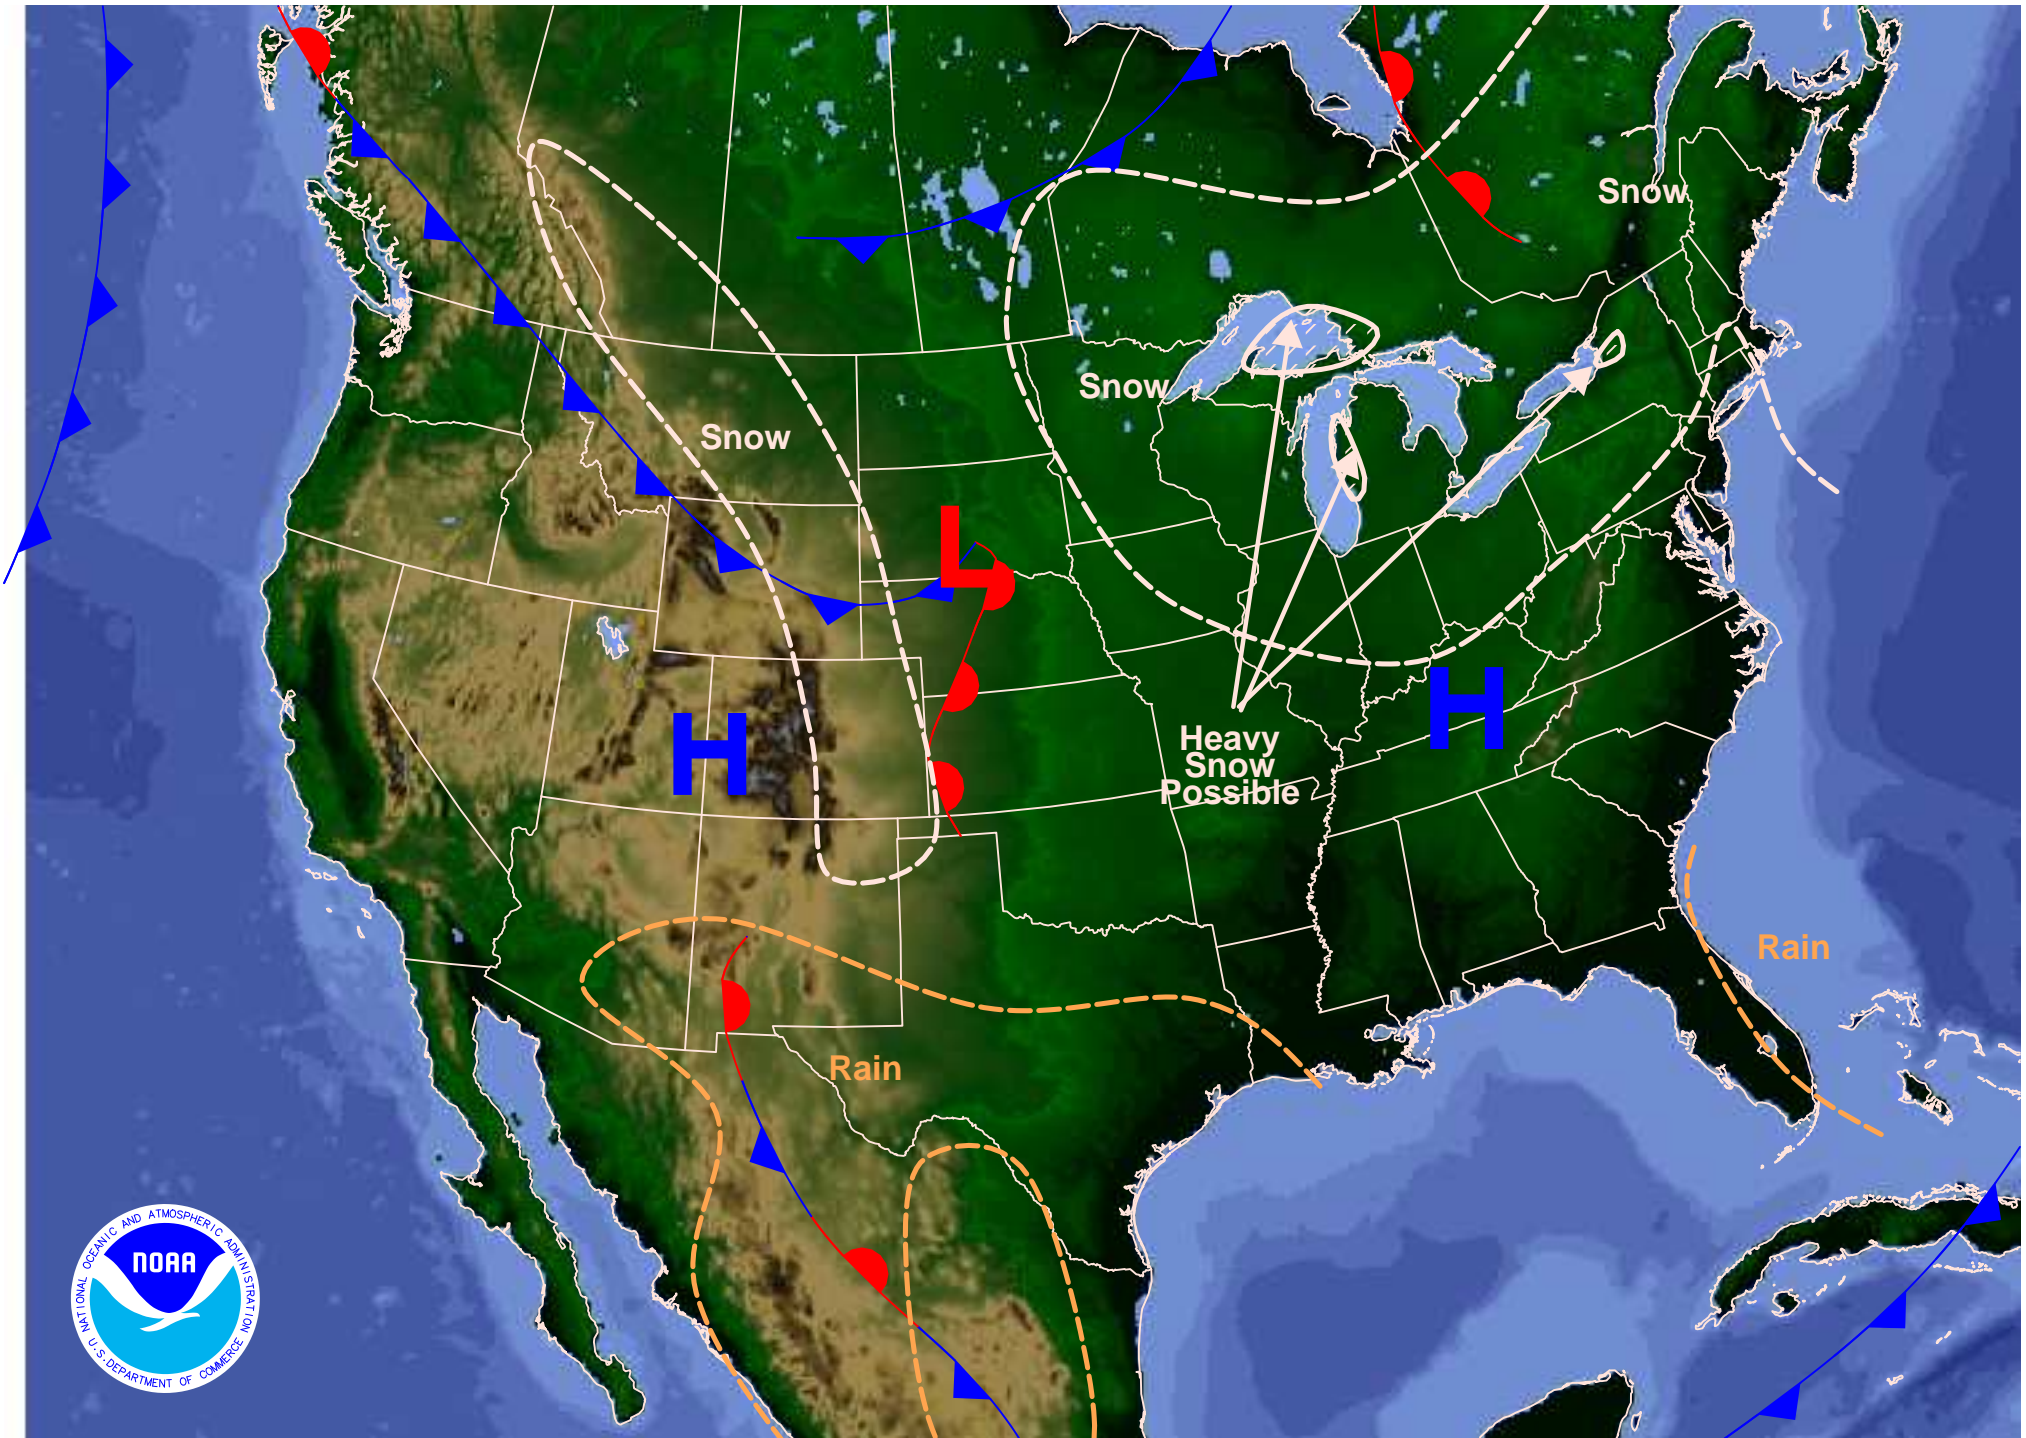 Snow
Snow
Snow
L
H
H
Heavy
Snow
Possible
Rain
Rain
NATIONAL OCEANIC AND ATMOSPHERIC ADMINISTRATION
NOAA
U.S. DEPARTMENT OF COMMERCE